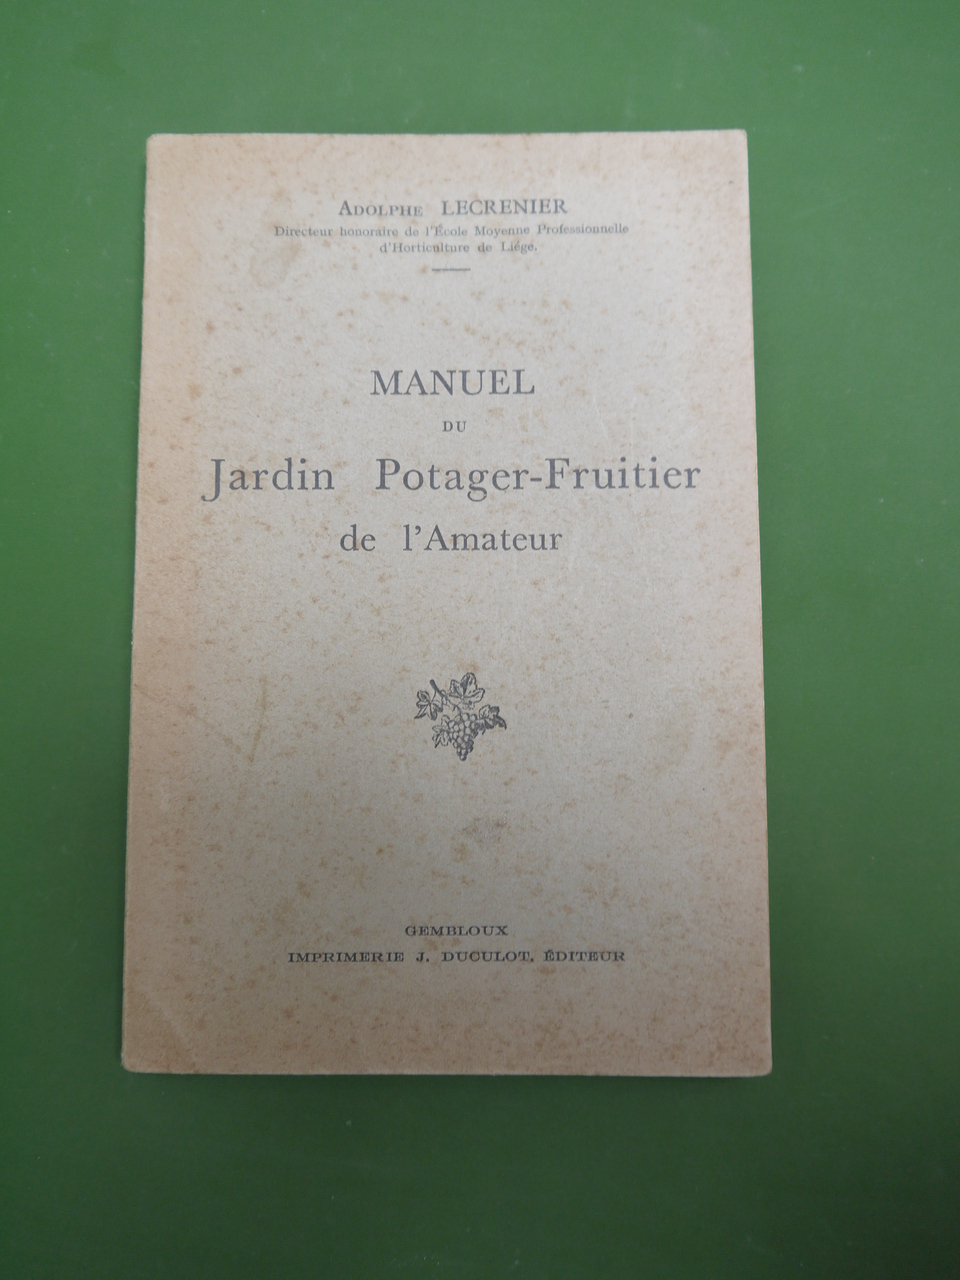 Adolphe LECRENIER
Directeur honoraire de l'École Moyenne Professionnelle
d'Horticulture de Liége.
MANUEL
DU
Jardin Potager-Fruitier
de l'Amateur
GEMBLOUX
IMPRIMERIE J. DUCULOT, ÉDITEUR